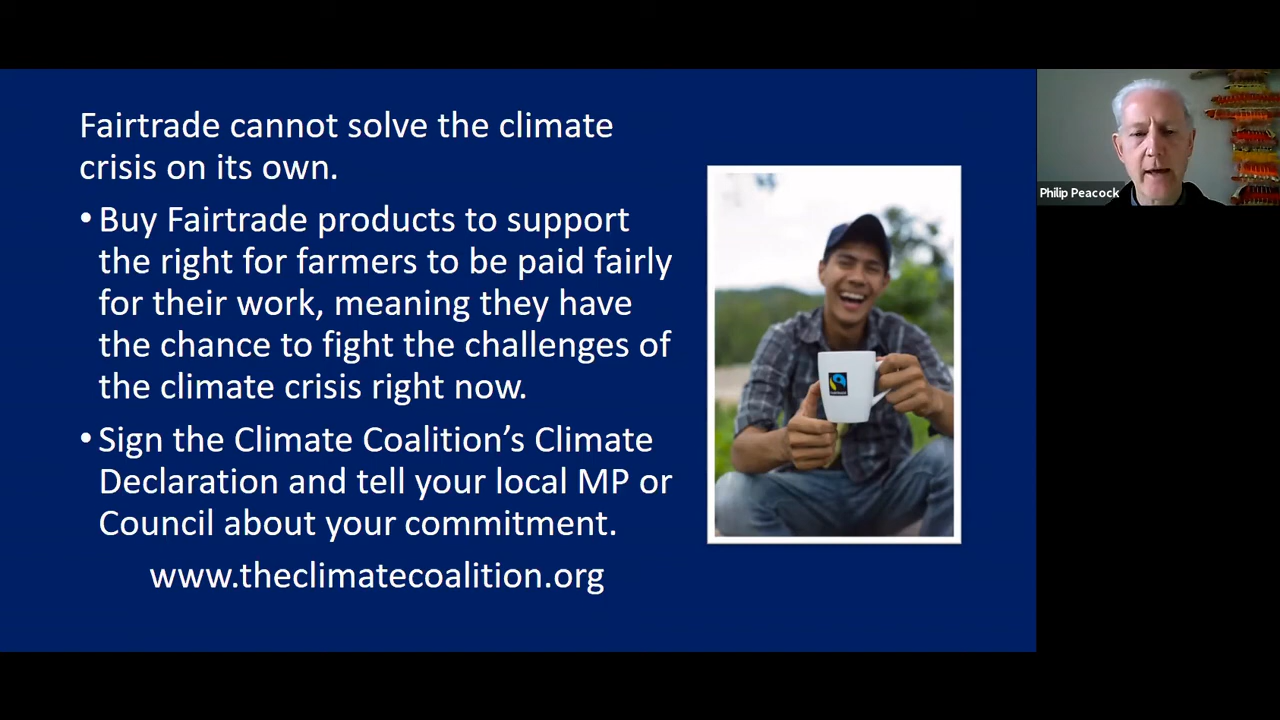 Fairtrade cannot solve the climate
crisis on its own.
• Buy Fairtrade products to support
the right for farmers to be paid fairly
for their work, meaning they have
the chance to fight the challenges of
the climate crisis right now.
• Sign the Climate Coalition’s Climate
Declaration and tell your local MP or
Council about your commitment.
www.theclimatecoalition.org
Philip Peacock